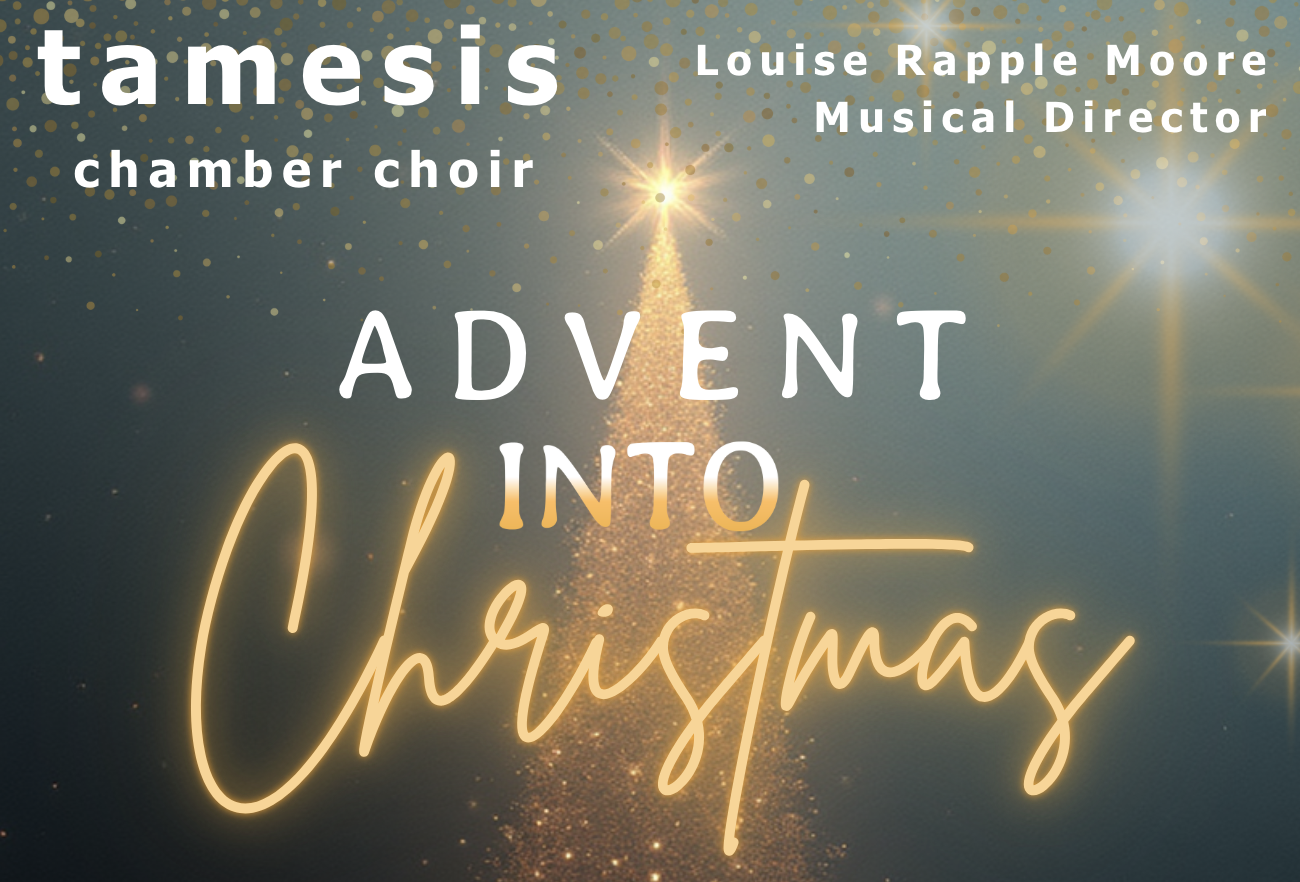 tamesis
chamber choir
Louise Rapple Moore
Musical Director
ADVENT
INTO
Christmas